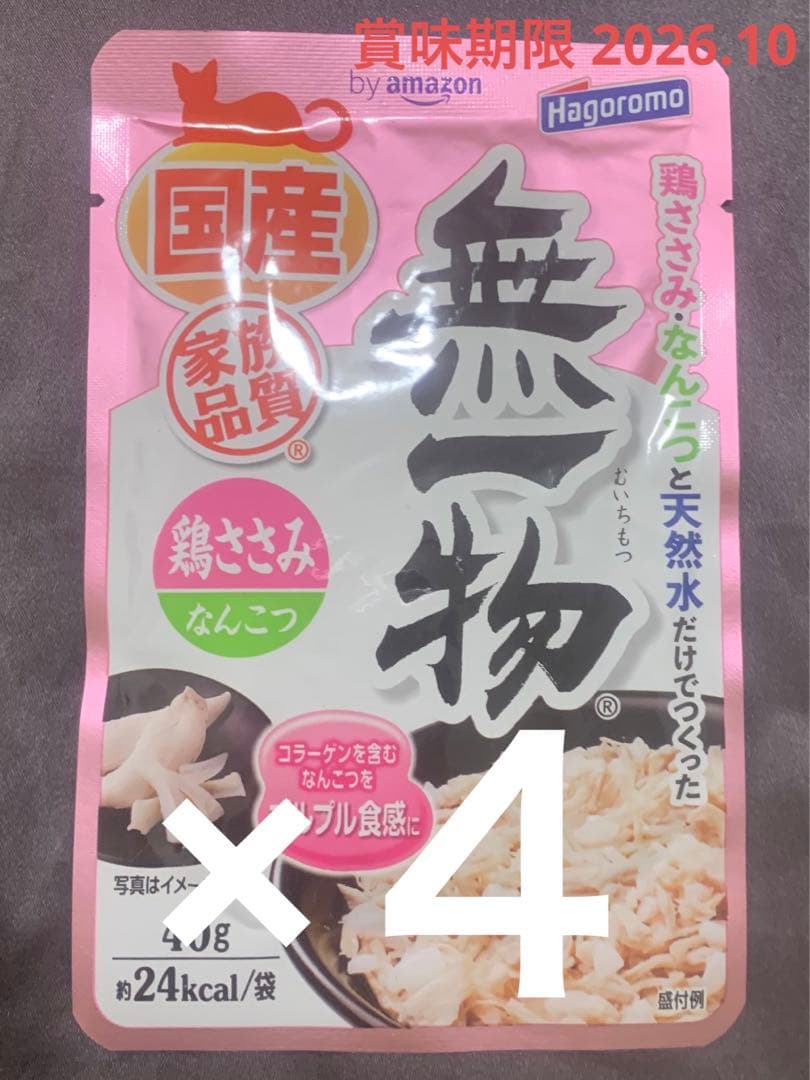 賞味期限 2026.10
by amazon
Hagoromo
国産
家族
品質
®
無一物
むいちもつ
®
鶏ささみ・なんこつと天然水だけでつくった
鶏ささみ
なんこつ
コラーゲンを含む
なんこつを
プルプル食感に
×4
写真はイメー
40g
約24kcal/袋
盛付例